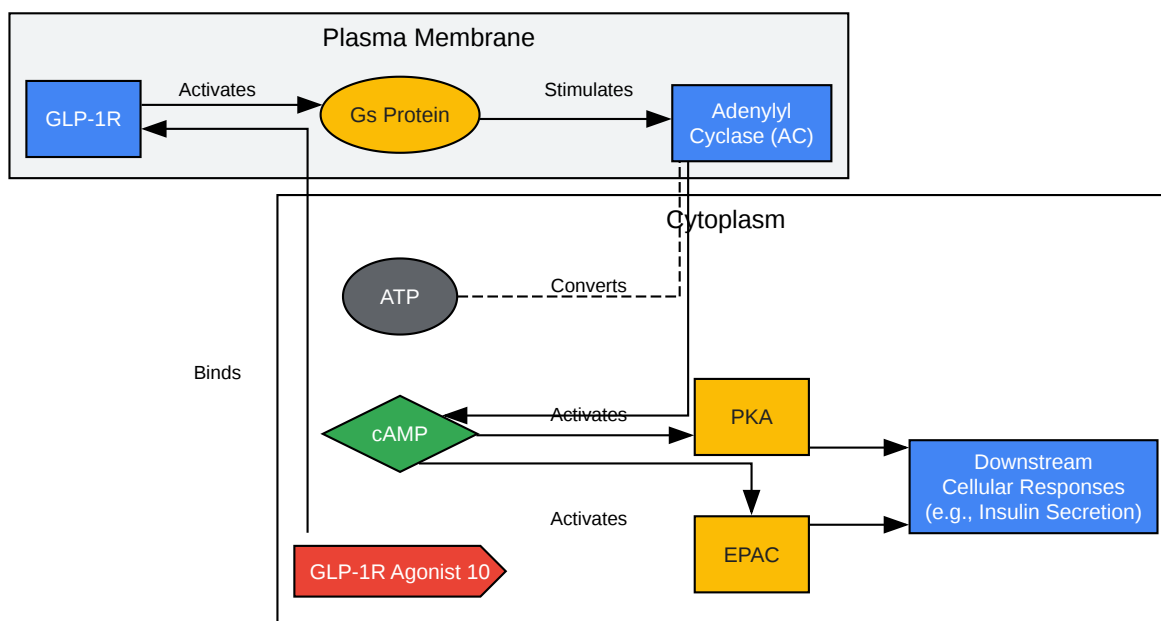 Plasma Membrane
GLP-1R
Activates
Gs Protein
Stimulates
Adenylyl
Cyclase (AC)
Cytoplasm
ATP
Converts
Binds
cAMP
Activates
PKA
Downstream
Cellular Responses
(e.g., Insulin Secretion)
Activates
EPAC
GLP-1R Agonist 10